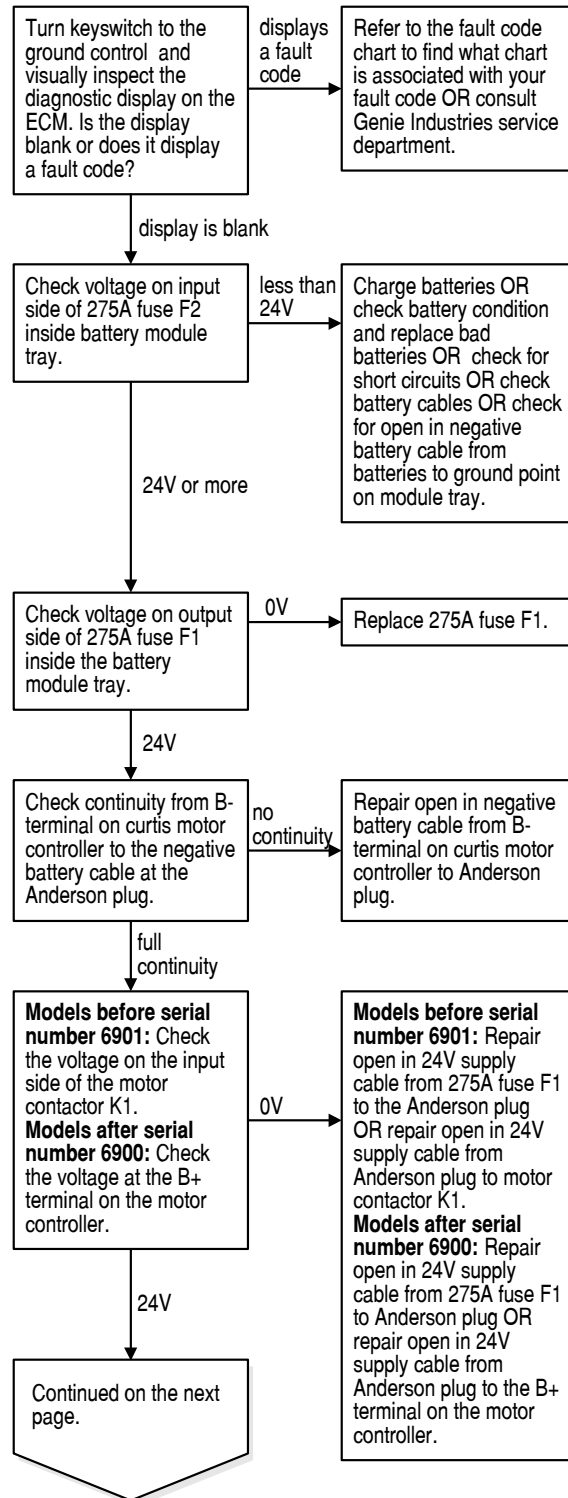 Turn keyswitch to the
ground control  and
visually inspect the
diagnostic display on the
ECM. Is the display
blank or does it display
a fault code?
displays
a fault
code
Refer to the fault code
chart to find what chart
is associated with your
fault code OR consult
Genie Industries service
department.
display is blank
Check voltage on input
side of 275A fuse F2
inside battery module
tray.
less than
24V
Charge batteries OR
check battery condition
and replace bad
batteries OR  check for
short circuits OR check
battery cables OR check
for open in negative
battery cable from
batteries to ground point
on module tray.
24V or more
Check voltage on output
side of 275A fuse F1
inside the battery
module tray.
0V
Replace 275A fuse F1.
24V
Check continuity from B-
terminal on curtis motor
controller to the negative
battery cable at the
Anderson plug.
no
continuity
Repair open in negative
battery cable from B-
terminal on curtis motor
controller to Anderson
plug.
full
continuity
Models before serial
number 6901: Check
the voltage on the input
side of the motor
contactor K1.
Models after serial
number 6900: Check
the voltage at the B+
terminal on the motor
controller.
0V
Models before serial
number 6901: Repair
open in 24V supply
cable from 275A fuse F1
to the Anderson plug
OR repair open in 24V
supply cable from
Anderson plug to motor
contactor K1.
Models after serial
number 6900: Repair
open in 24V supply
cable from 275A fuse F1
to Anderson plug OR
repair open in 24V
supply cable from
Anderson plug to the B+
terminal on the motor
controller.
24V
Continued on the next
page.